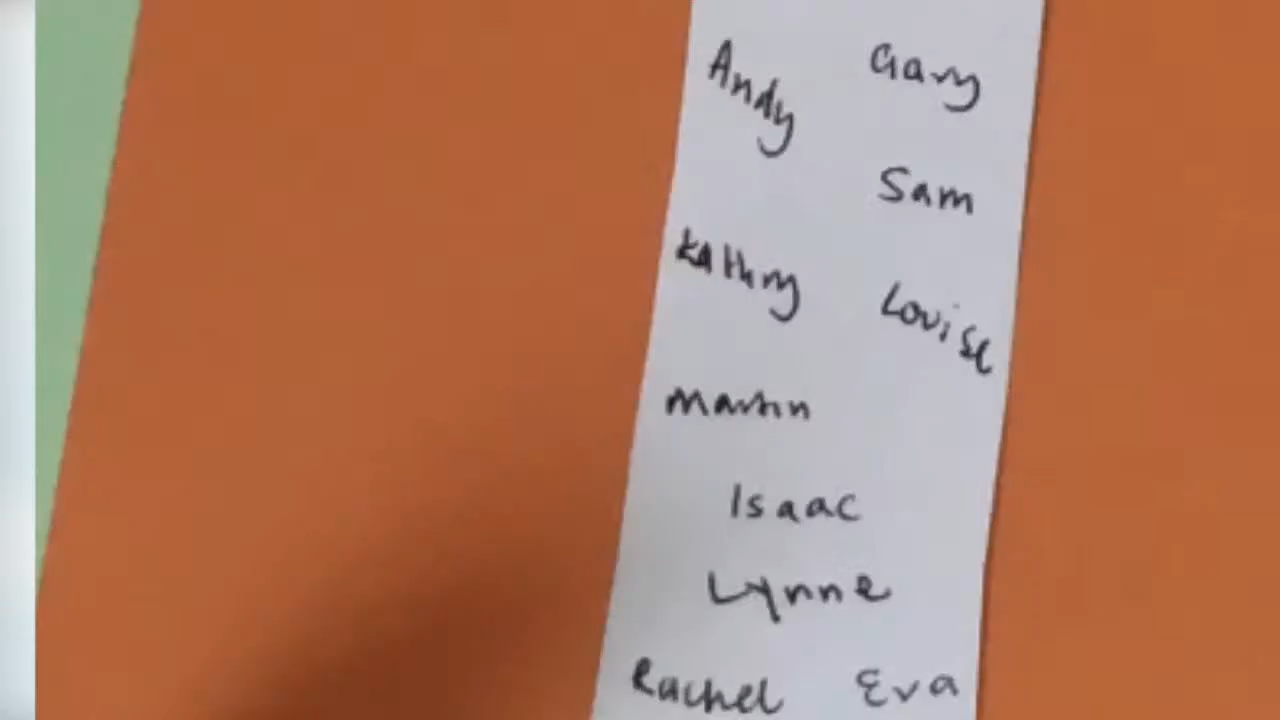 Andy Gary
Sam
Kathy Louise
Martin
Isaac
Lynne
Rachel Eva